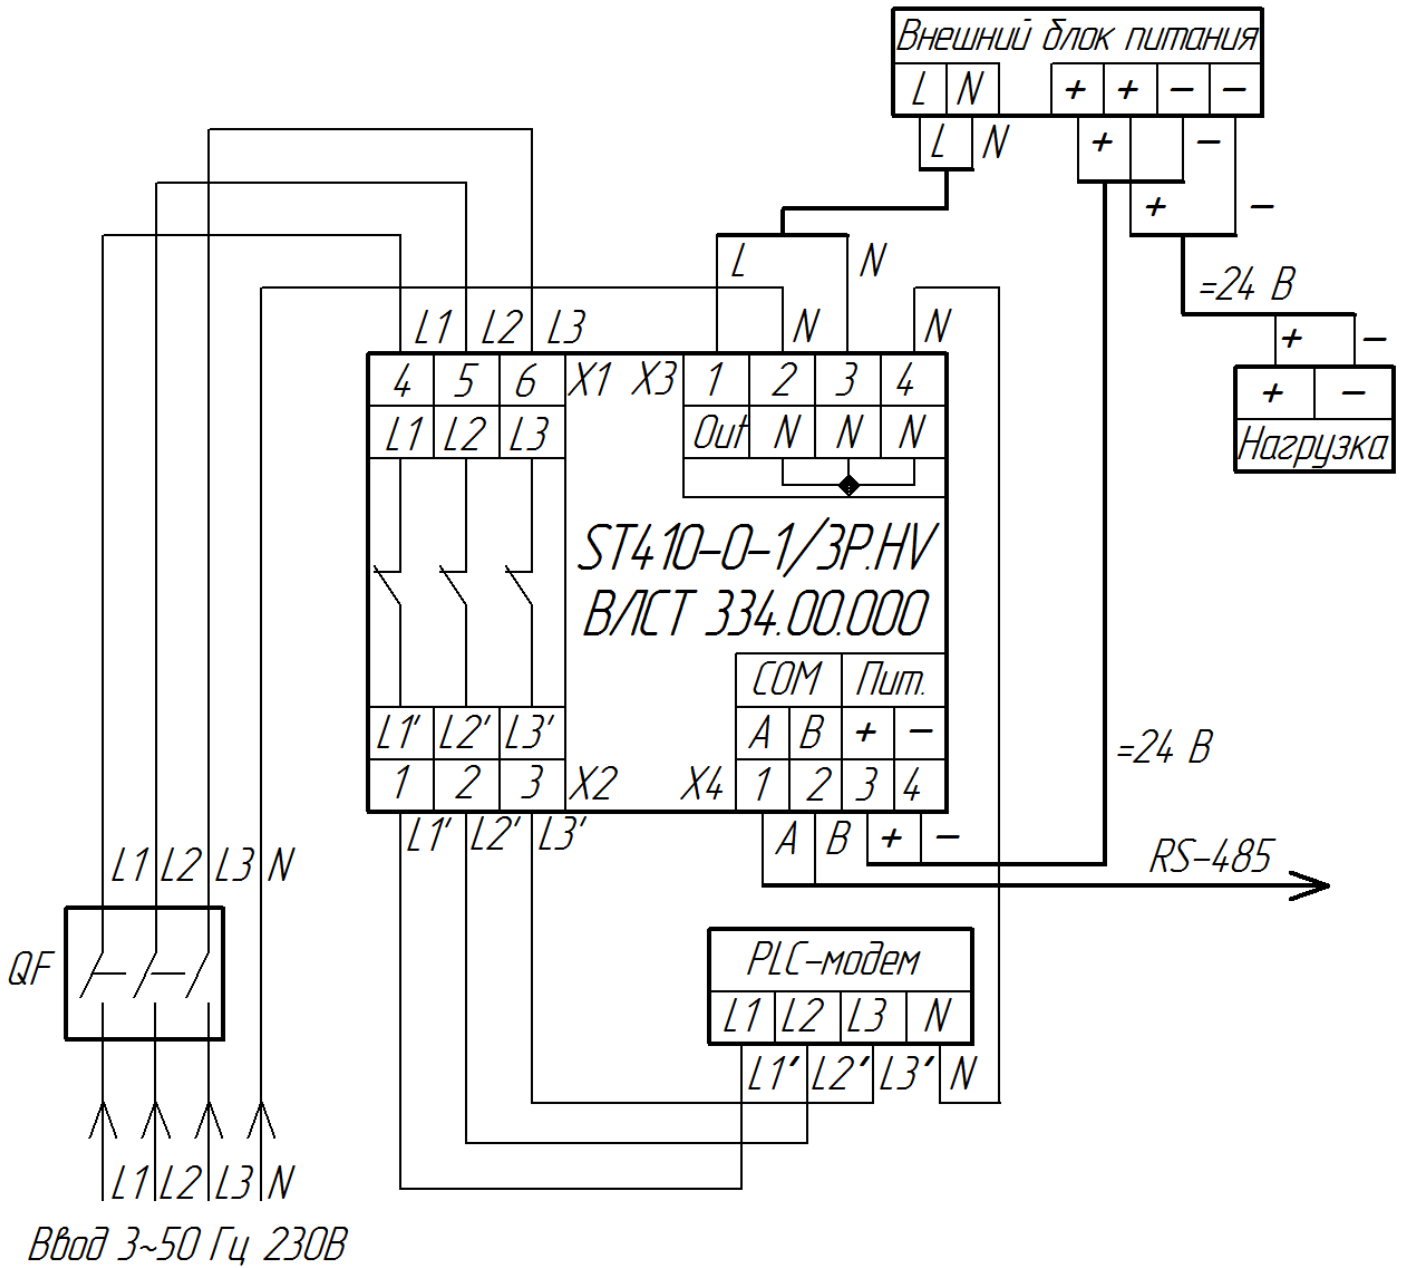 Внешний блок питания
L N + + − −
L N + −
+ −
L N
=24 В
L1 L2 L3 N N
+ −
4 5 6 X1 X3 1 2 3 4
+ −
L1 L2 L3 Out N N N
Нагрузка
ST410-0-1/3P.HV
ВЛСТ 334.00.000
COM Пит.
L1' L2' L3' A B + −
=24 В
1 2 3 X2 X4 1 2 3 4
L1' L2' L3' A B + −
L1 L2 L3 N
RS-485
QF
PLC-модем
L1 L2 L3 N
L1' L2' L3' N
L1 L2 L3 N
Ввод 3~50 Гц 230В